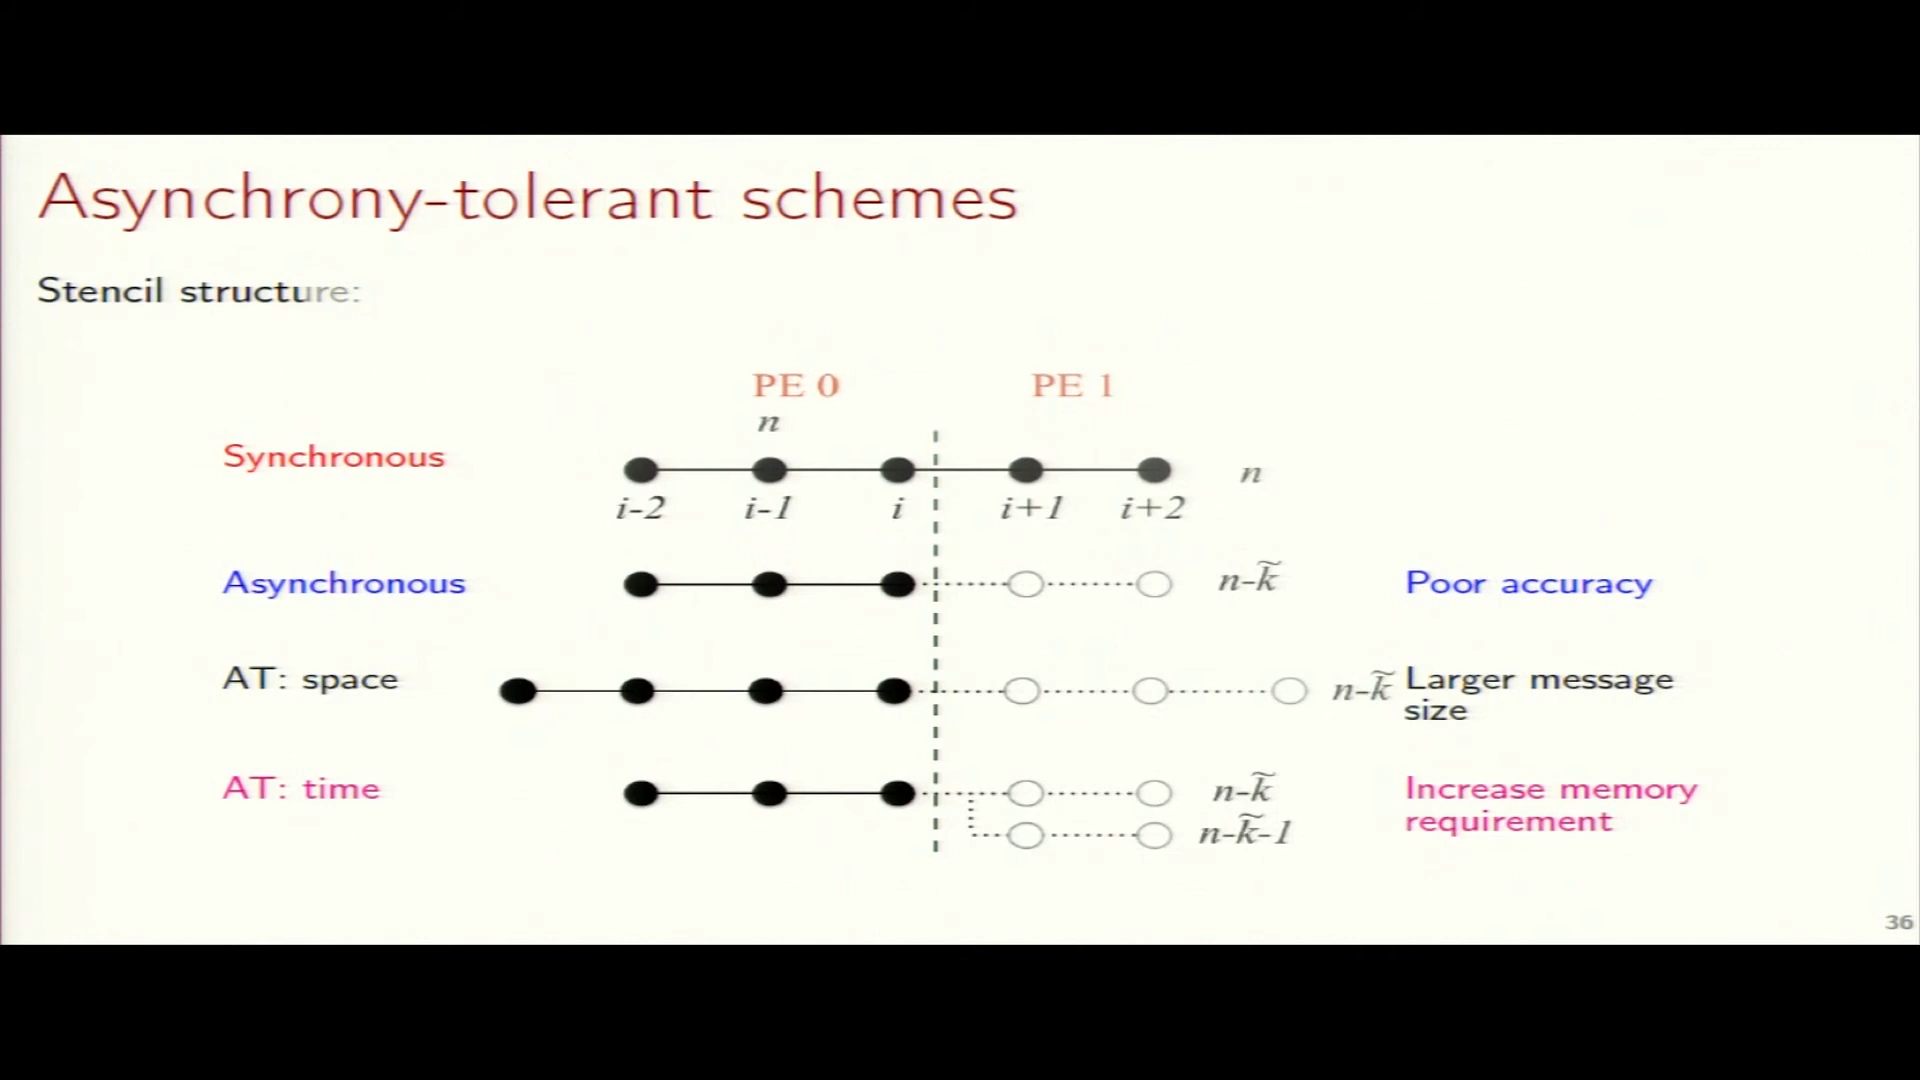 Asynchrony-tolerant schemes
Stencil structure:
PE 0 PE 1
n
Synchronous n
i-2 i-1 i i+1 i+2
Asynchronous n-k̃ Poor accuracy
AT: space n-k̃ Larger message
size
AT: time n-k̃ Increase memory
n-k̃-1 requirement
36